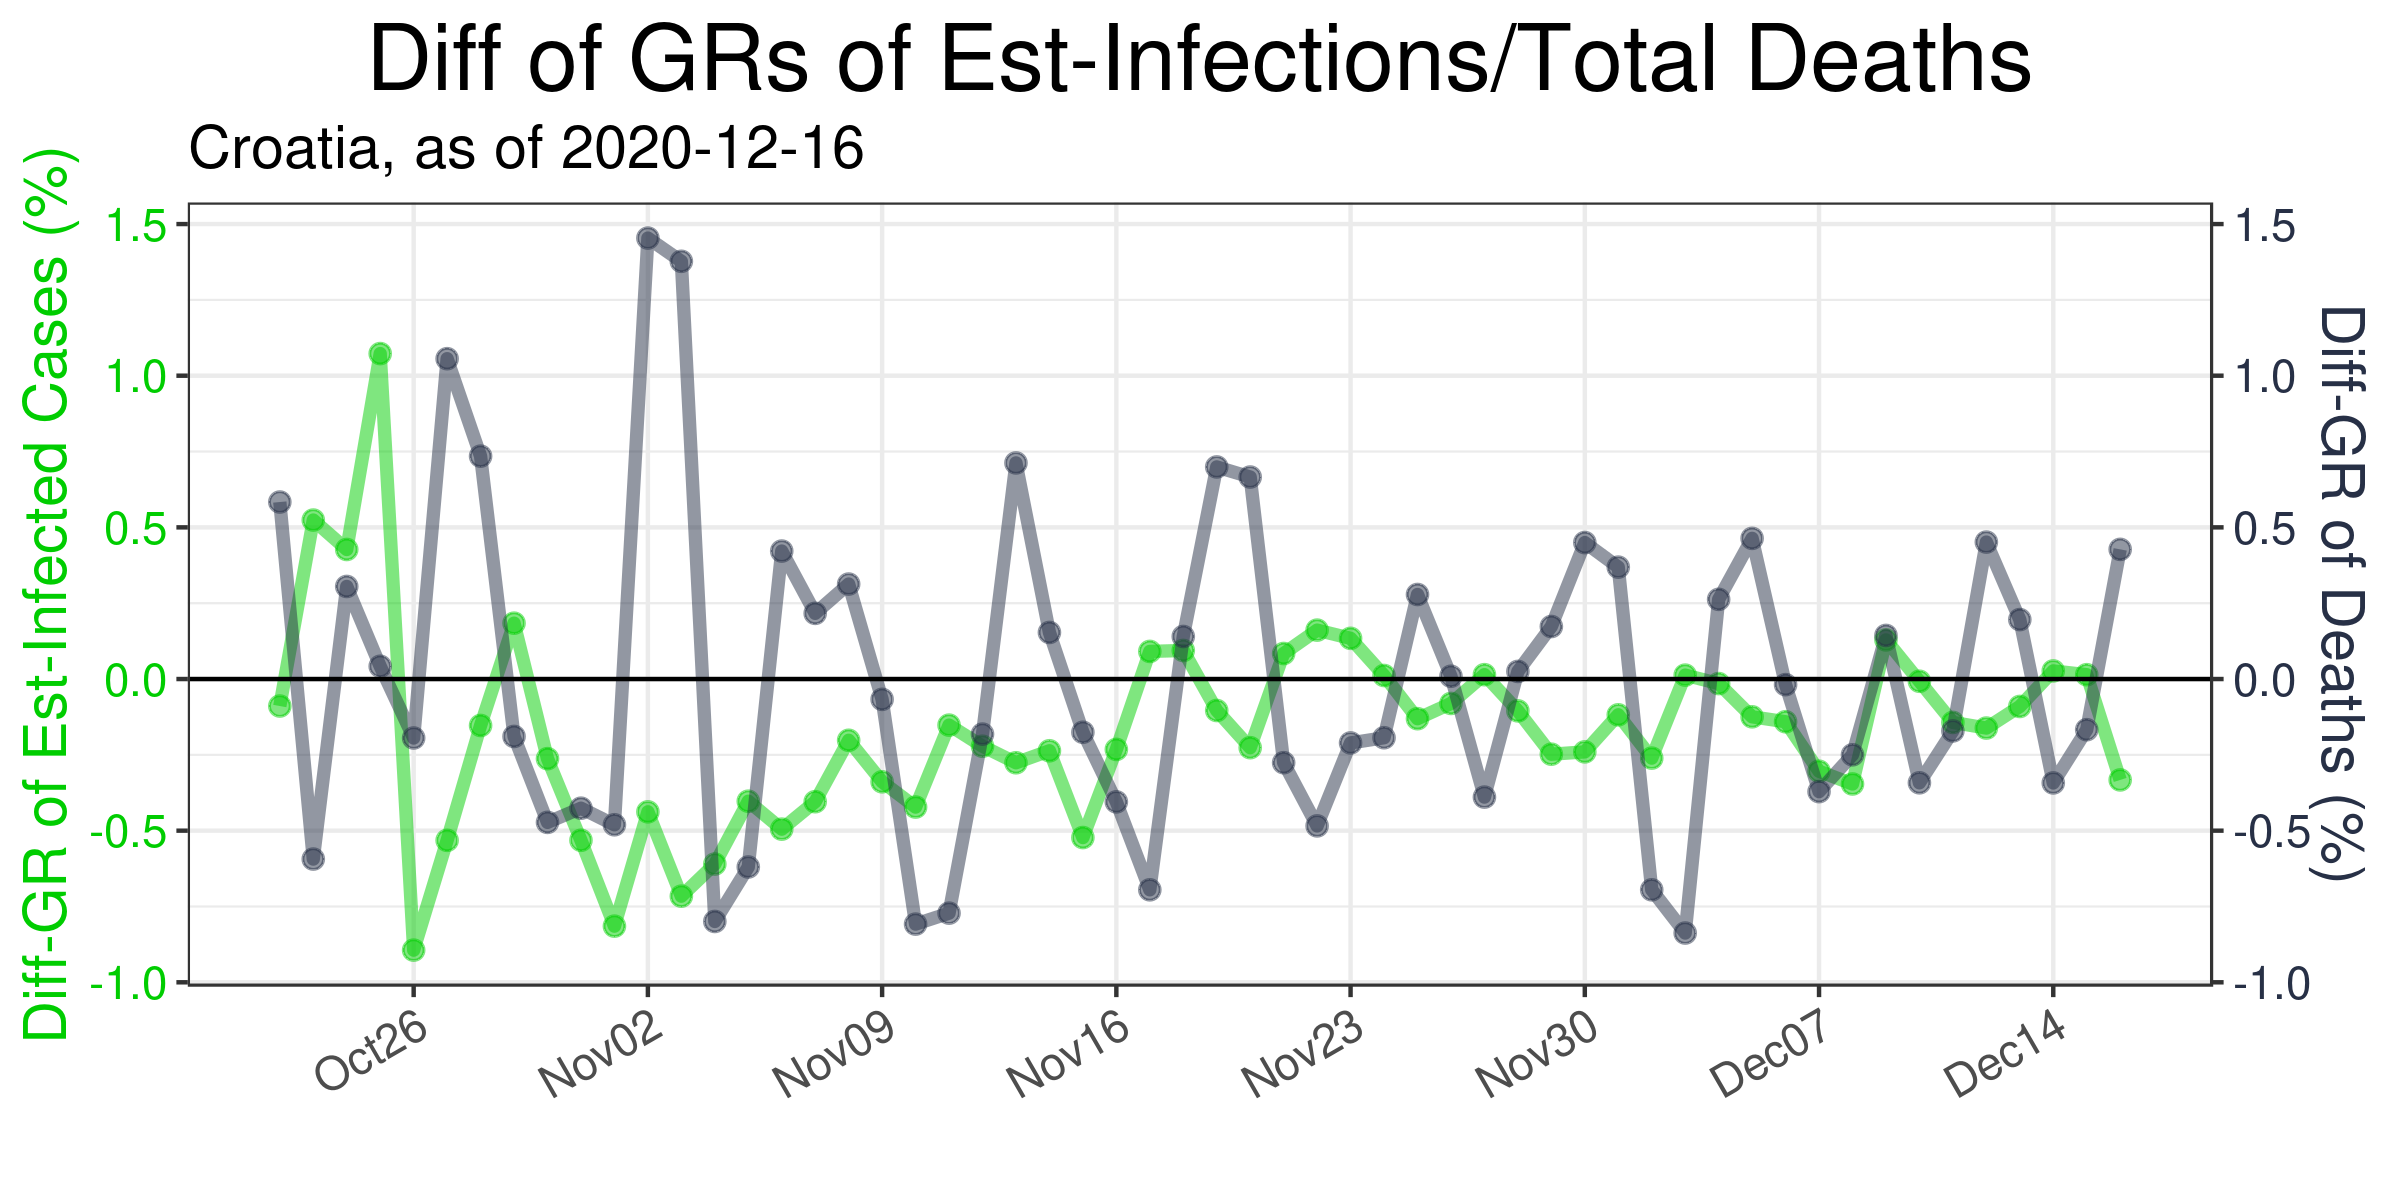 Diff of GRs of Est-Infections/Total Deaths
Croatia, as of 2020-12-16
Diff-GR of Est-Infected Cases (%)
1.5
1.0
0.5
0.0
-0.5
-1.0
1.5
1.0
0.5
0.0
-0.5
-1.0
Diff-GR of Deaths (%)
Oct26
Nov02
Nov09
Nov16
Nov23
Nov30
Dec07
Dec14